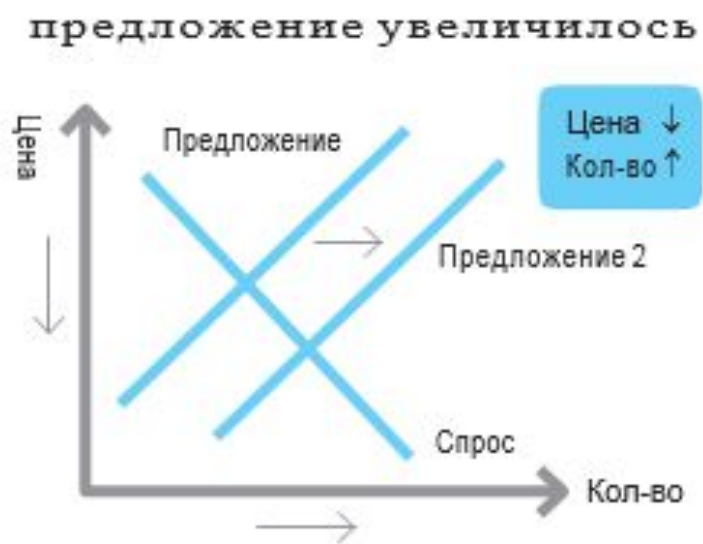 предложение увеличилось
Цена ↓
Кол-во ↑
Цена
Предложение
Предложение 2
Спрос
Кол-во